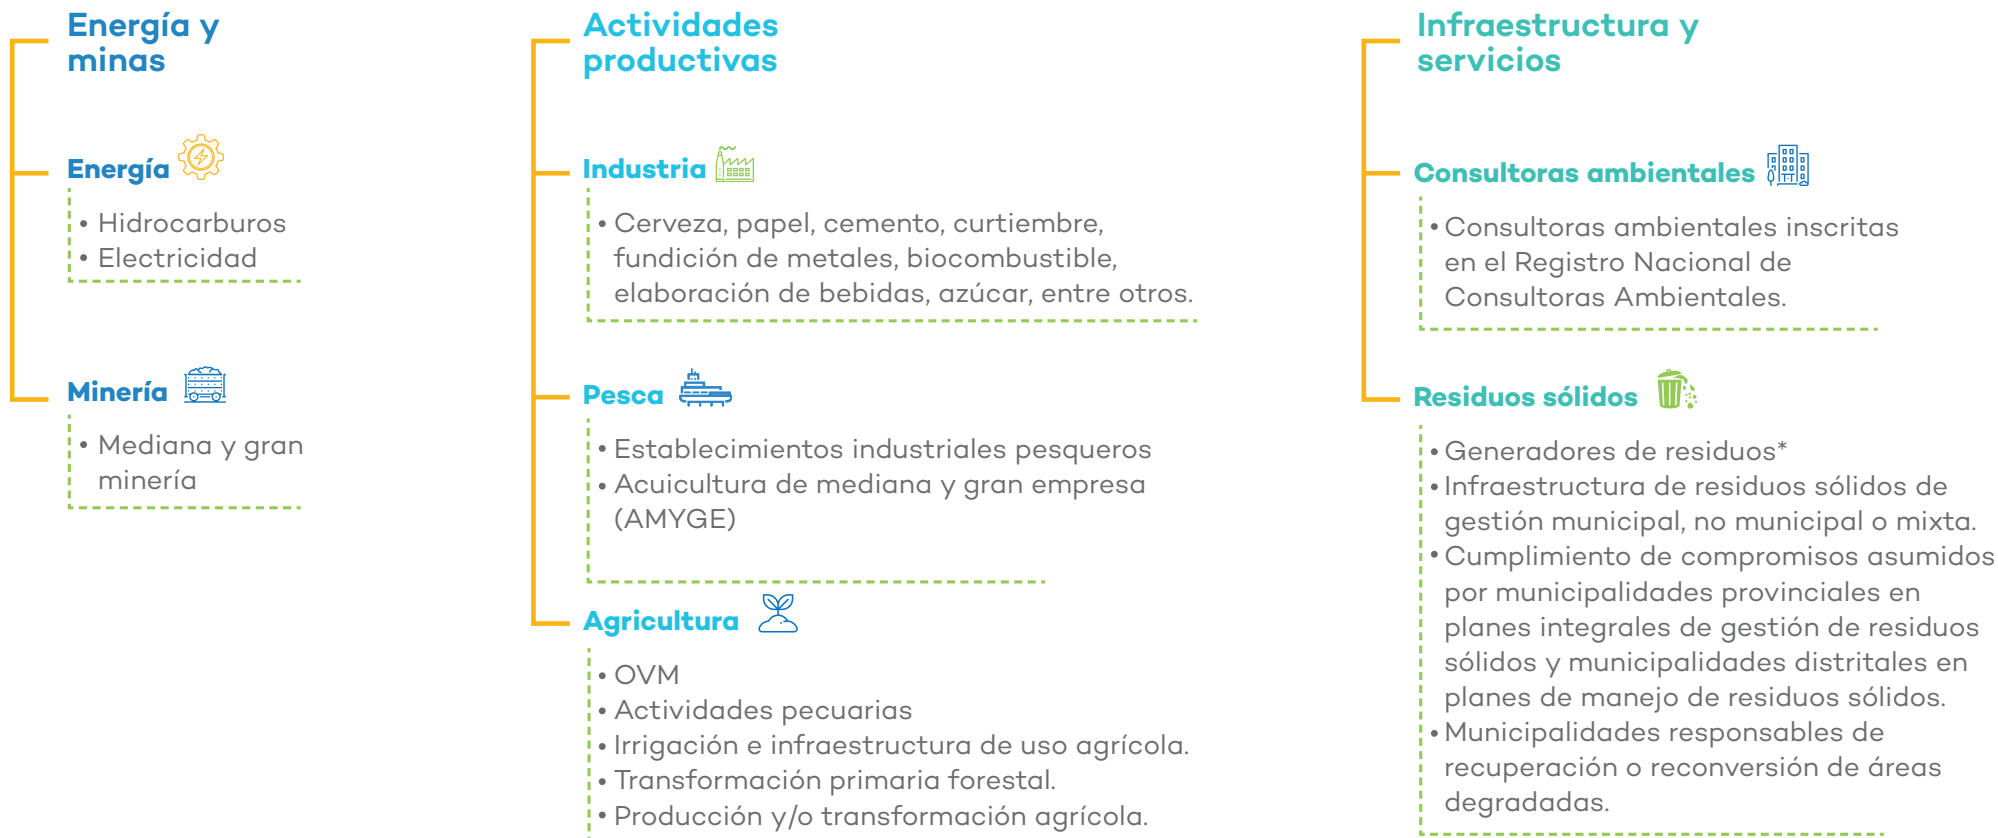 Energía y
minas
Energía
• Hidrocarburos
• Electricidad
Minería
• Mediana y gran
minería
Actividades
productivas
Industria
• Cerveza, papel, cemento, curtiembre,
fundición de metales, biocombustible,
elaboración de bebidas, azúcar, entre otros.
Pesca
• Establecimientos industriales pesqueros
• Acuicultura de mediana y gran empresa
(AMYGE)
Agricultura
• OVM
• Actividades pecuarias
• Irrigación e infraestructura de uso agrícola.
• Transformación primaria forestal.
• Producción y/o transformación agrícola.
Infraestructura y
servicios
Consultoras ambientales
• Consultoras ambientales inscritas
en el Registro Nacional de
Consultoras Ambientales.
Residuos sólidos
• Generadores de residuos*
• Infraestructura de residuos sólidos de
gestión municipal, no municipal o mixta.
• Cumplimiento de compromisos asumidos
por municipalidades provinciales en
planes integrales de gestión de residuos
sólidos y municipalidades distritales en
planes de manejo de residuos sólidos.
• Municipalidades responsables de
recuperación o reconversión de áreas
degradadas.